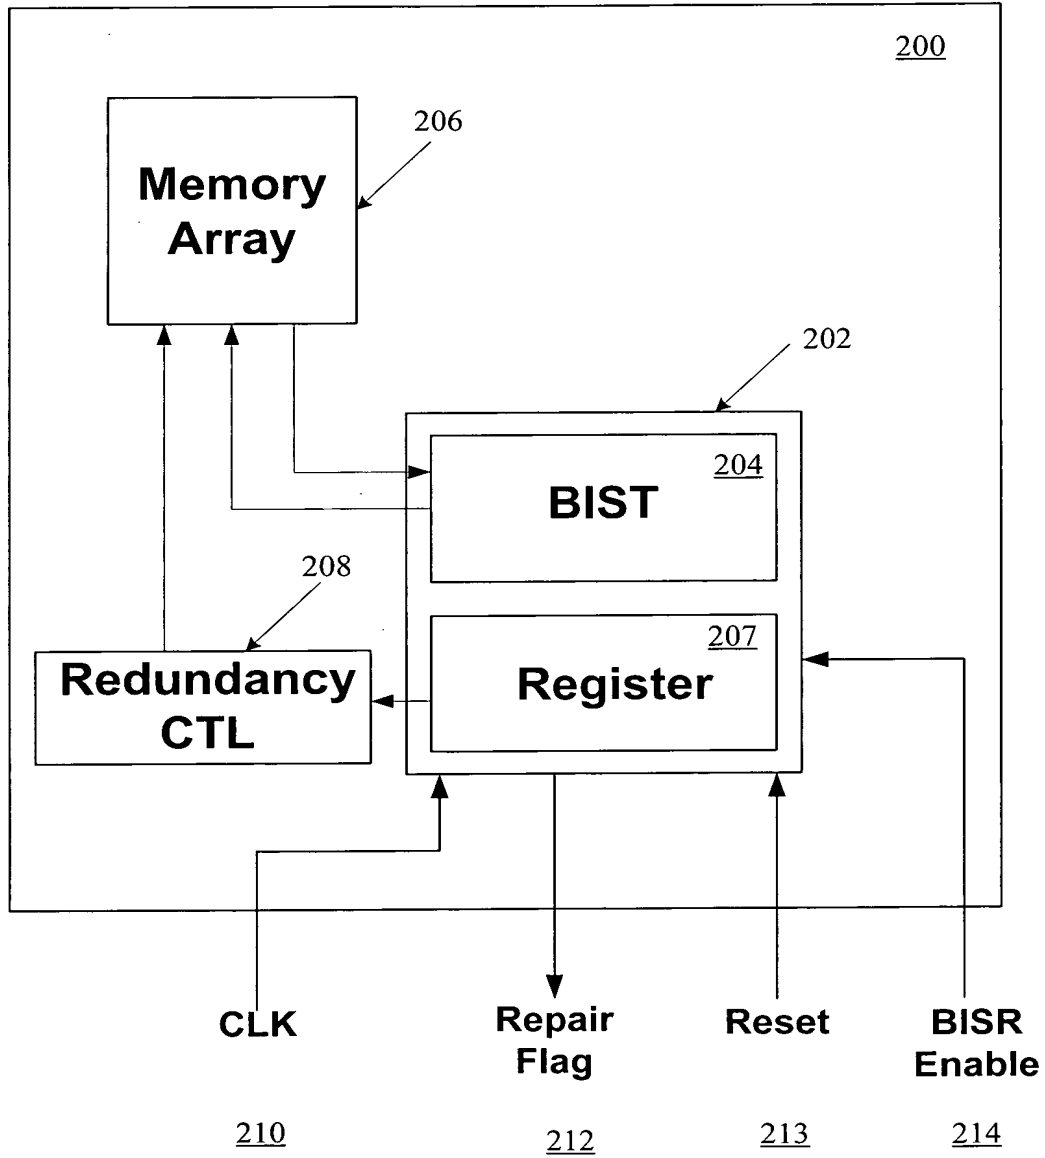 200
206
Memory
Array
202
204
BIST
208
207
Redundancy
CTL
Register
CLK
Repair
Flag
Reset
BISR
Enable
210
212
213
214